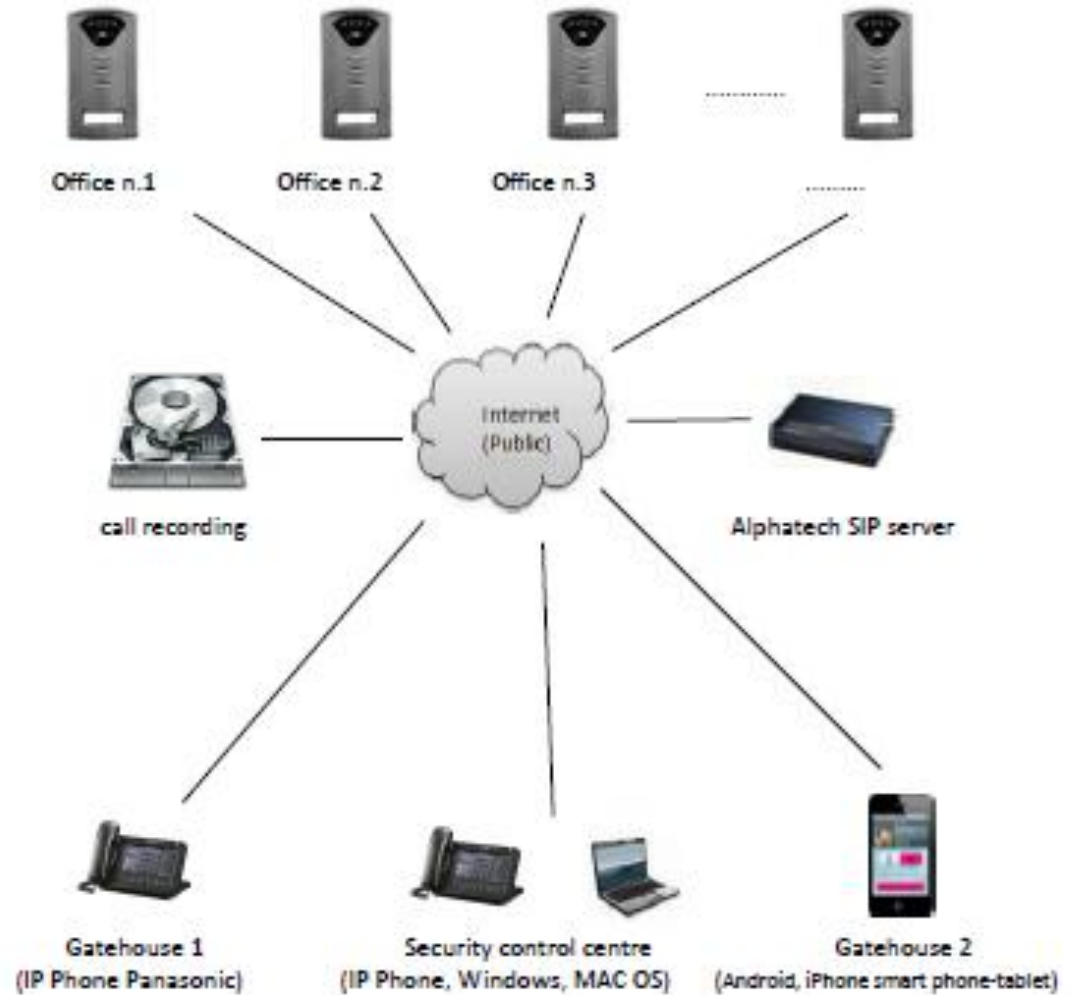 ..............
Office n.1
Office n.2
Office n.3
..........
Internet
(Public)
call recording
Alphatech SIP server
Gatehouse 1
(IP Phone Panasonic)
Security control centre
(IP Phone, Windows, MAC OS)
Gatehouse 2
(Android, iPhone smart phone-tablet)